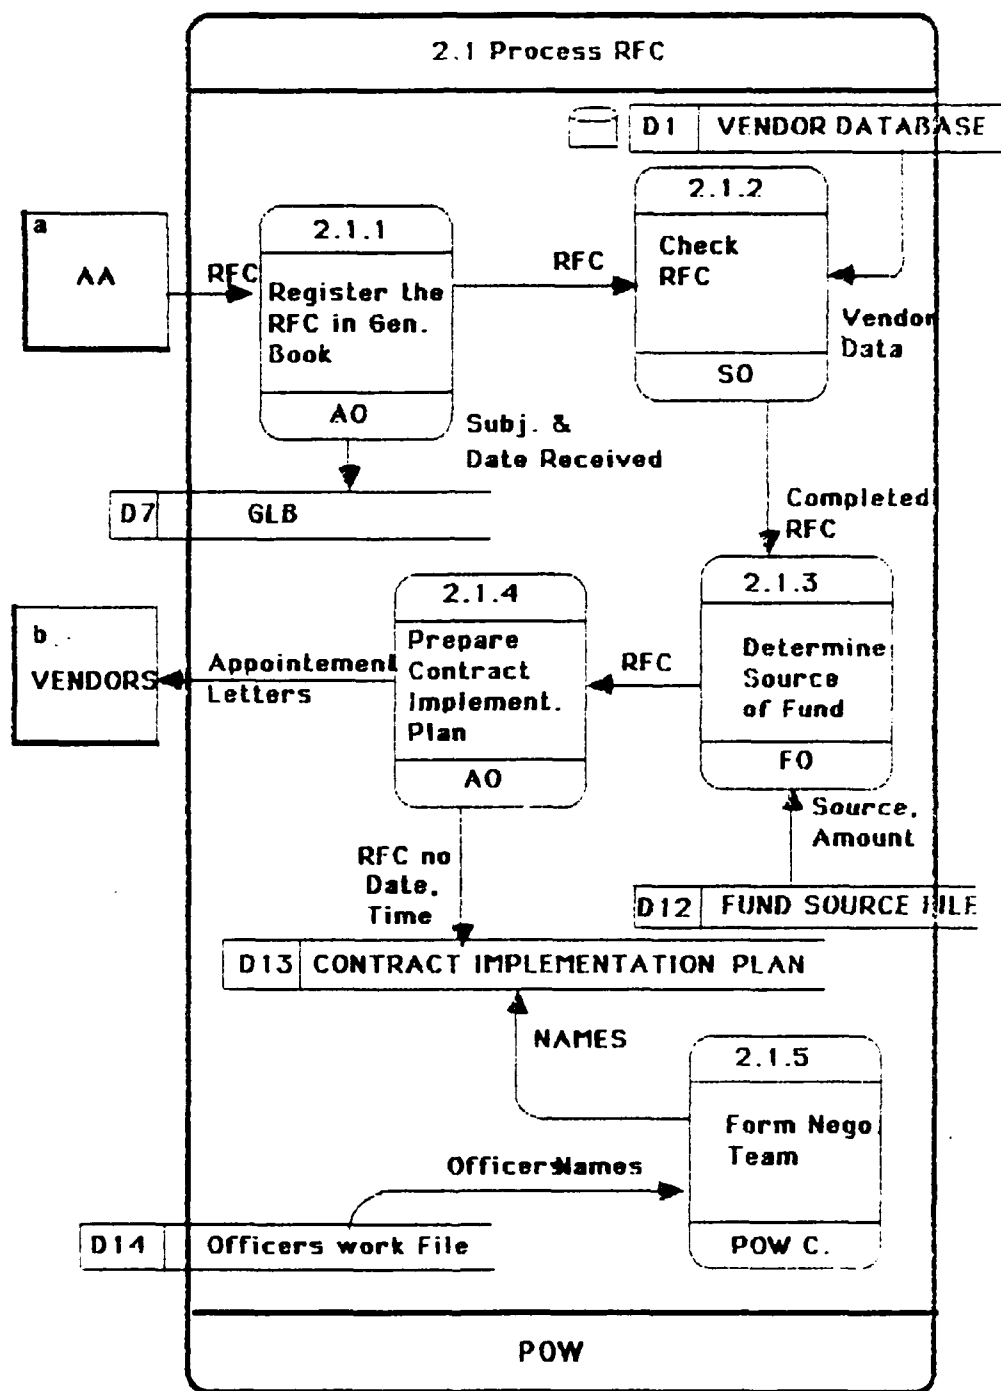 2.1 Process RFC
D1 VENDOR DATABASE
a
AA
RFC
2.1.1
Register the
RFC in Gen.
Book
AO
RFC
2.1.2
Check
RFC
SO
Vendor
Data
Subj. &
Date Received
D7 GLB
Completed
RFC
2.1.3
Determine
Source
of Fund
FO
RFC
2.1.4
Prepare
Contract
Implement.
Plan
AO
Appointement
Letters
b
VENDORS
Source,
Amount
D12 FUND SOURCE FILE
RFC no
Date,
Time
D13 CONTRACT IMPLEMENTATION PLAN
NAMES
2.1.5
Form Nego
Team
POW C.
Officers Names
D14 Officers work File
POW